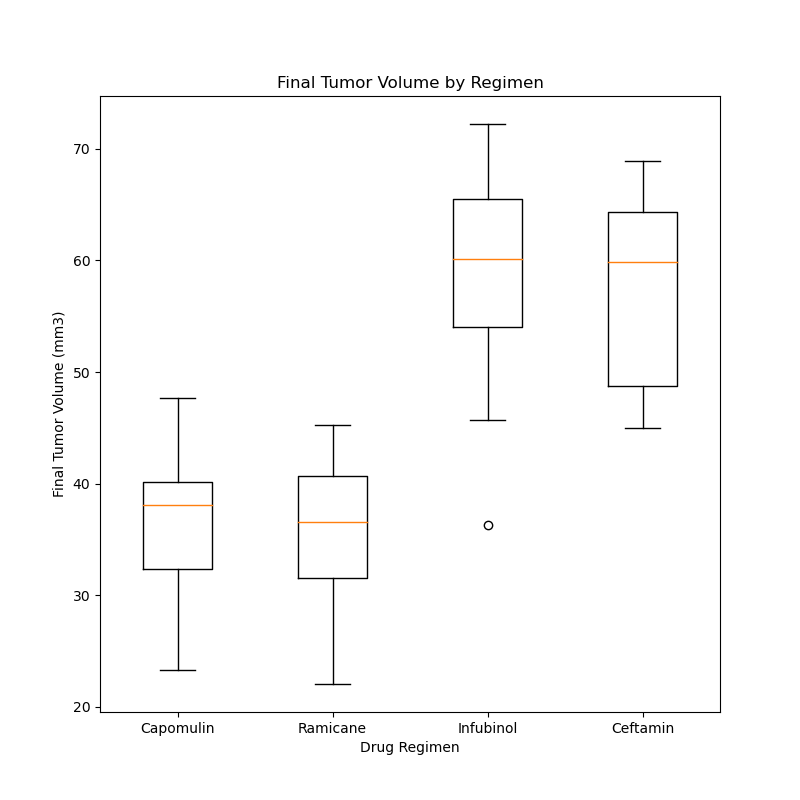 Final Tumor Volume by Regimen
Final Tumor Volume (mm3)
70
60
50
40
30
20
Capomulin Ramicane Infubinol Ceftamin
Drug Regimen